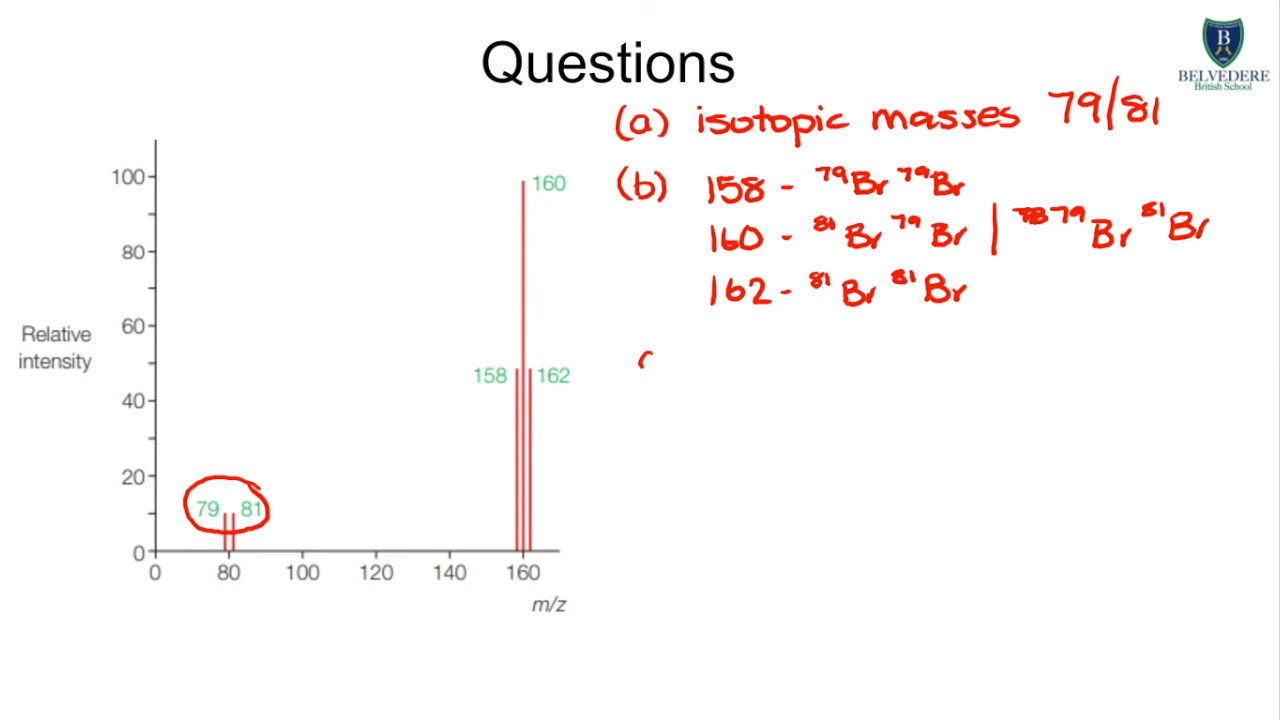 Questions
B
BELVEDERE
British School
(a) isotopic masses 79/81
(b) 158 - ⁷⁹Br ⁷⁹Br
160 - ⁸¹Br ⁷⁹Br | ⁷⁹Br ⁸¹Br
162 - ⁸¹Br ⁸¹Br
(
100
80
60
40
20
0
Relative
intensity
160
158
162
79
81
0
80
100
120
140
160
m/z